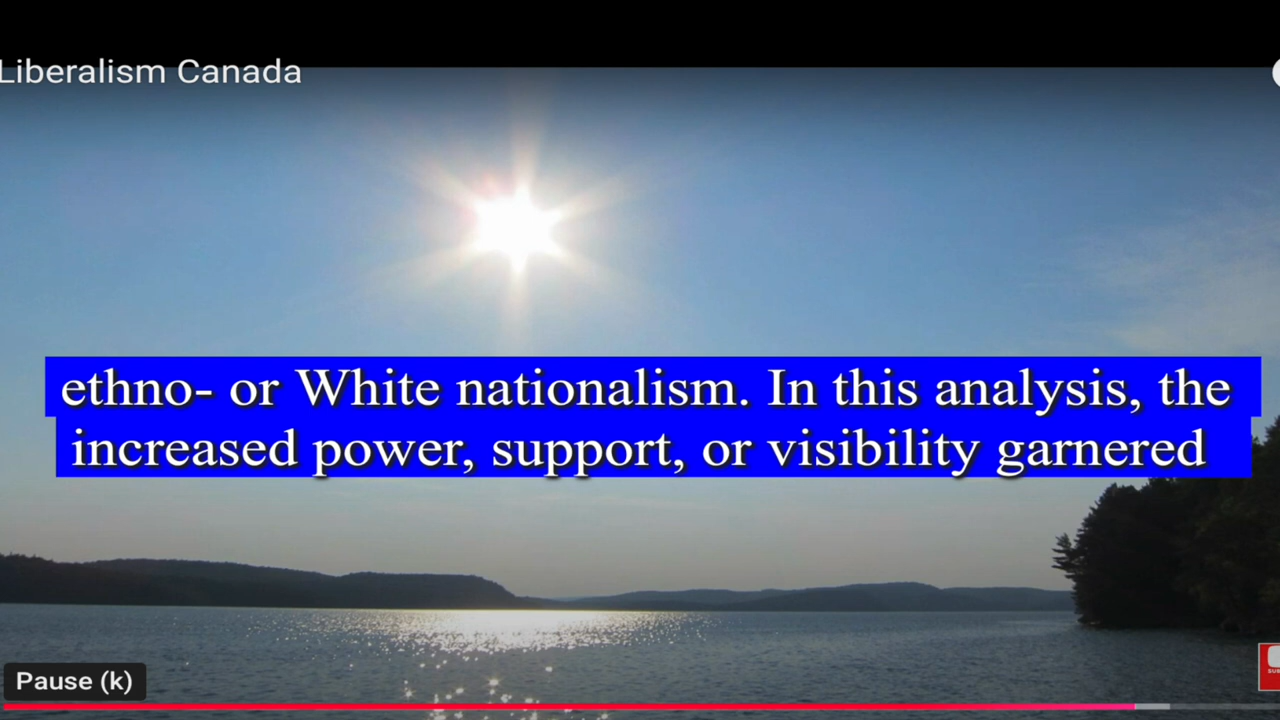 Liberalism Canada
ethno- or White nationalism. In this analysis, the
increased power, support, or visibility garnered
Pause (k)